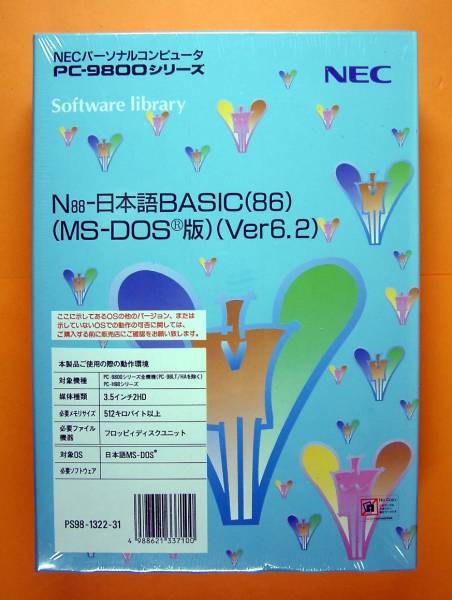 NECパーソナルコンピュータ
PC-9800シリーズ
NEC
Software library
N88-日本語BASIC(86)
(MS-DOS®版)(Ver6.2)
ここに示してあるOSの他のバージョン、または
示していないOSでの動作の可否に関しては、
ご購入する前に販売店にご確認をお願い致します。
本製品ご使用の際の動作環境
対象機種 PC-9800シリーズ全機種(PC-98LT/HAを除く)
PC-H98シリーズ
媒体種類 3.5インチ2HD
必要メモリサイズ 512キロバイト以上
必要ファイル
機器 フロッピィディスクユニット
対象OS 日本語MS-DOS®
必要ソフトウェア
PS98-1322-31
4 988621 337100
No Copy